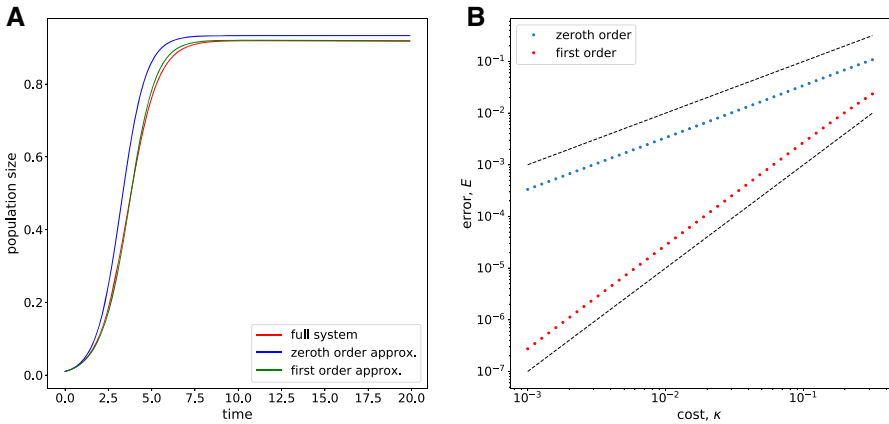 A
population size
0.8
0.6
0.4
0.2
0.0
0.0 2.5 5.0 7.5 10.0 12.5 15.0 17.5 20.0
time
full system
zeroth order approx.
first order approx.
B
zeroth order
first order
error, E
10⁻¹
10⁻²
10⁻³
10⁻⁴
10⁻⁵
10⁻⁶
10⁻⁷
10⁻³ 10⁻² 10⁻¹
cost, κ